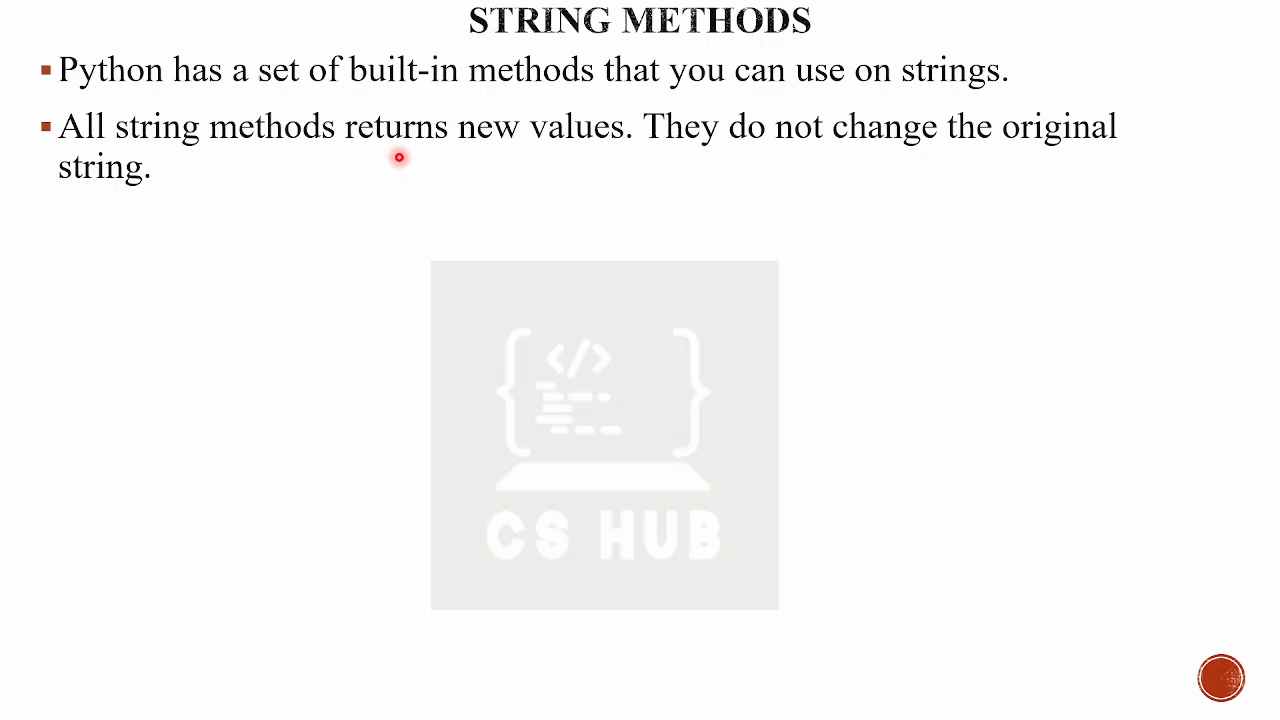 STRING METHODS
▪Python has a set of built-in methods that you can use on strings.
▪All string methods returns new values. They do not change the original
string.
</>
CS HUB